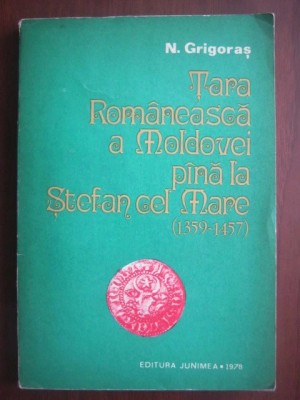 N. Grigoraș
Țara
Românească
a Moldovei
pînă la
Ștefan cel Mare
(1359-1457)
EDITURA JUNIMEA • 1978